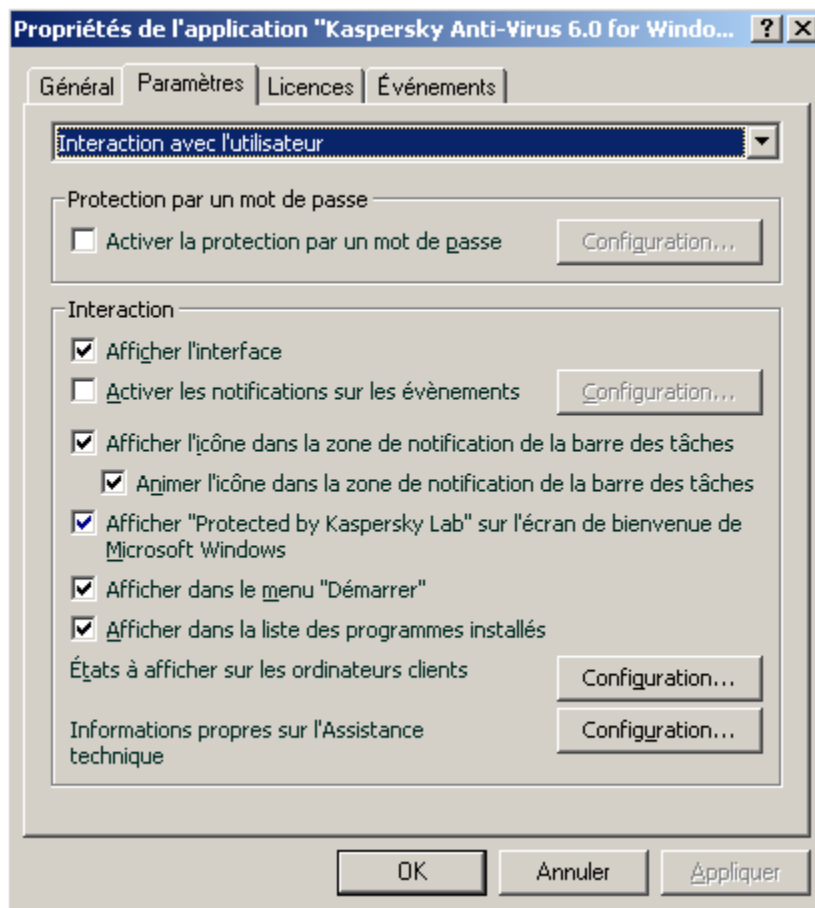 Propriétés de l'application "Kaspersky Anti-Virus 6.0 for Windo...
Général Paramètres Licences Événements
Interaction avec l'utilisateur
Protection par un mot de passe
Activer la protection par un mot de passe Configuration...
Interaction
Afficher l'interface
Activer les notifications sur les évènements Configuration...
Afficher l'icône dans la zone de notification de la barre des tâches
Animer l'icône dans la zone de notification de la barre des tâches
Afficher "Protected by Kaspersky Lab" sur l'écran de bienvenue de
Microsoft Windows
Afficher dans le menu "Démarrer"
Afficher dans la liste des programmes installés
États à afficher sur les ordinateurs clients Configuration...
Informations propres sur l'Assistance Configuration...
technique
OK Annuler Appliquer